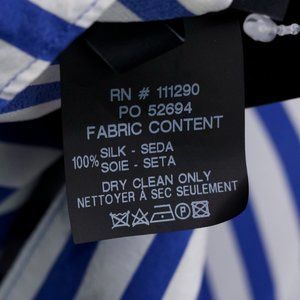 RN # 111290
PO 52694
FABRIC CONTENT
100% SILK - SEDA
SOIE - SETA
DRY CLEAN ONLY
NETTOYER À SEC SEULEMENT